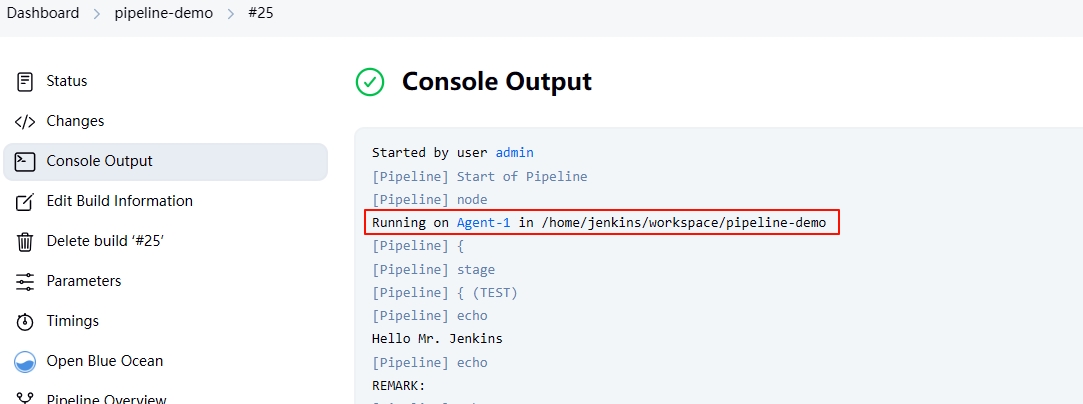 Dashboard > pipeline-demo > #25
Status
Changes
Console Output
Edit Build Information
Delete build ‘#25’
Parameters
Timings
Open Blue Ocean
Pipeline Overview
Console Output
Started by user admin
[Pipeline] Start of Pipeline
[Pipeline] node
Running on Agent-1 in /home/jenkins/workspace/pipeline-demo
[Pipeline] {
[Pipeline] stage
[Pipeline] { (TEST)
[Pipeline] echo
Hello Mr. Jenkins
[Pipeline] echo
REMARK: